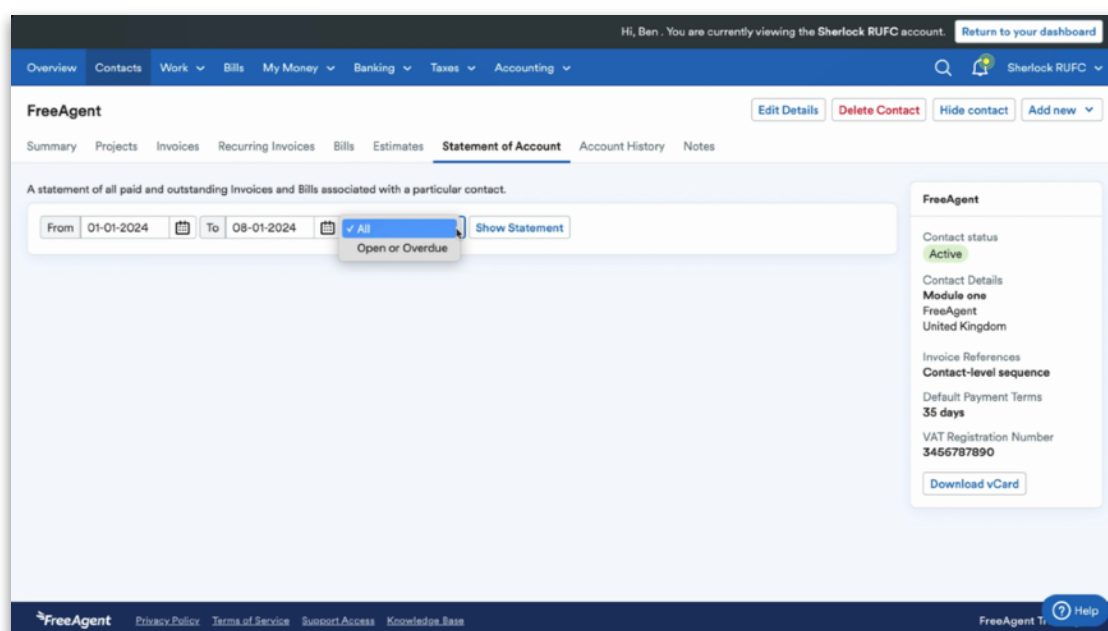 Hi, Ben . You are currently viewing the Sherlock RUFC account. Return to your dashboard
Overview Contacts Work Bills My Money Banking Taxes Accounting Sherlock RUFC
FreeAgent Edit Details Delete Contact Hide contact Add new
Summary Projects Invoices Recurring Invoices Bills Estimates Statement of Account Account History Notes
A statement of all paid and outstanding Invoices and Bills associated with a particular contact.
From 01-01-2024 To 08-01-2024 ✓ All Show Statement
Open or Overdue
FreeAgent
Contact status
Active
Contact Details
Module one
FreeAgent
United Kingdom
Invoice References
Contact-level sequence
Default Payment Terms
35 days
VAT Registration Number
3456787890
Download vCard
FreeAgent Privacy Policy Terms of Service Support Access Knowledge Base FreeAgent
Help